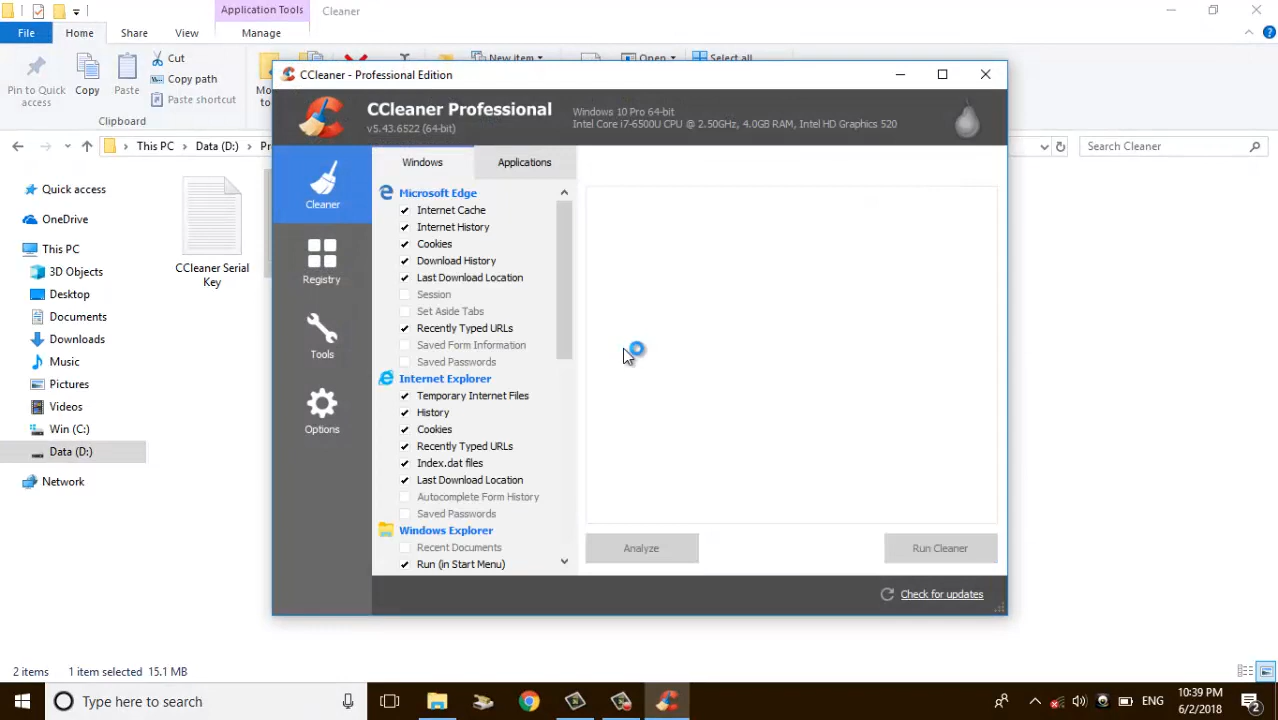 Application Tools
Cleaner
File
Home
Share
View
Manage
Pin to Quick access
Copy
Paste
Cut
Copy path
Paste shortcut
Clipboard
New item
Open
Select all
This PC
Data (D:)
Search Cleaner
Quick access
OneDrive
This PC
3D Objects
Desktop
Documents
Downloads
Music
Pictures
Videos
Win (C:)
Data (D:)
Network
CCleaner Serial
Key
CCleaner - Professional Edition
CCleaner Professional
v5.43.6522 (64-bit)
Windows 10 Pro 64-bit
Intel Core i7-6500U CPU @ 2.50GHz, 4.0GB RAM, Intel HD Graphics 520
Cleaner
Registry
Tools
Options
Windows
Applications
Microsoft Edge
Internet Cache
Internet History
Cookies
Download History
Last Download Location
Session
Set Aside Tabs
Recently Typed URLs
Saved Form Information
Saved Passwords
Internet Explorer
Temporary Internet Files
History
Cookies
Recently Typed URLs
Index.dat files
Last Download Location
Autocomplete Form History
Saved Passwords
Windows Explorer
Recent Documents
Run (in Start Menu)
Analyze
Run Cleaner
Check for updates
2 items
1 item selected 15.1 MB
Type here to search
ENG
10:39 PM
6/2/2018
2